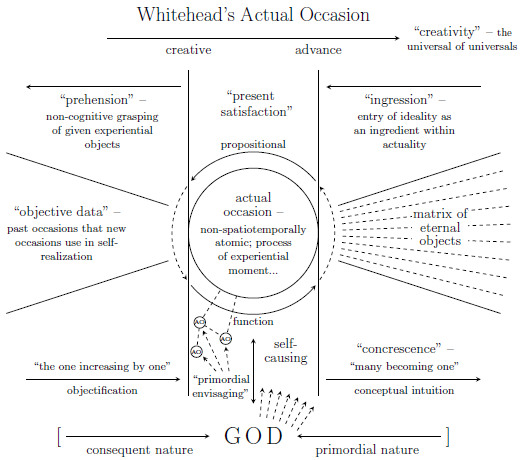 Whitehead's Actual Occasion
creative advance
"creativity" – the
universal of universals
"prehension" –
non-cognitive grasping
of given experiential
objects
"present
satisfaction"
"ingression" –
entry of ideality as
an ingredient within
actuality
propositional
"objective data" –
past occasions that new
occasions use in self-
realization
actual
occasion –
non-spatiotemporally
atomic; process
of experiential
moment...
matrix of
eternal
objects
function
AO
AO
AO
self-
causing
"the one increasing by one"
objectification
"primordial
envisaging"
"concrescence" –
"many becoming one"
conceptual intuition
[ consequent nature
GOD
primordial nature ]